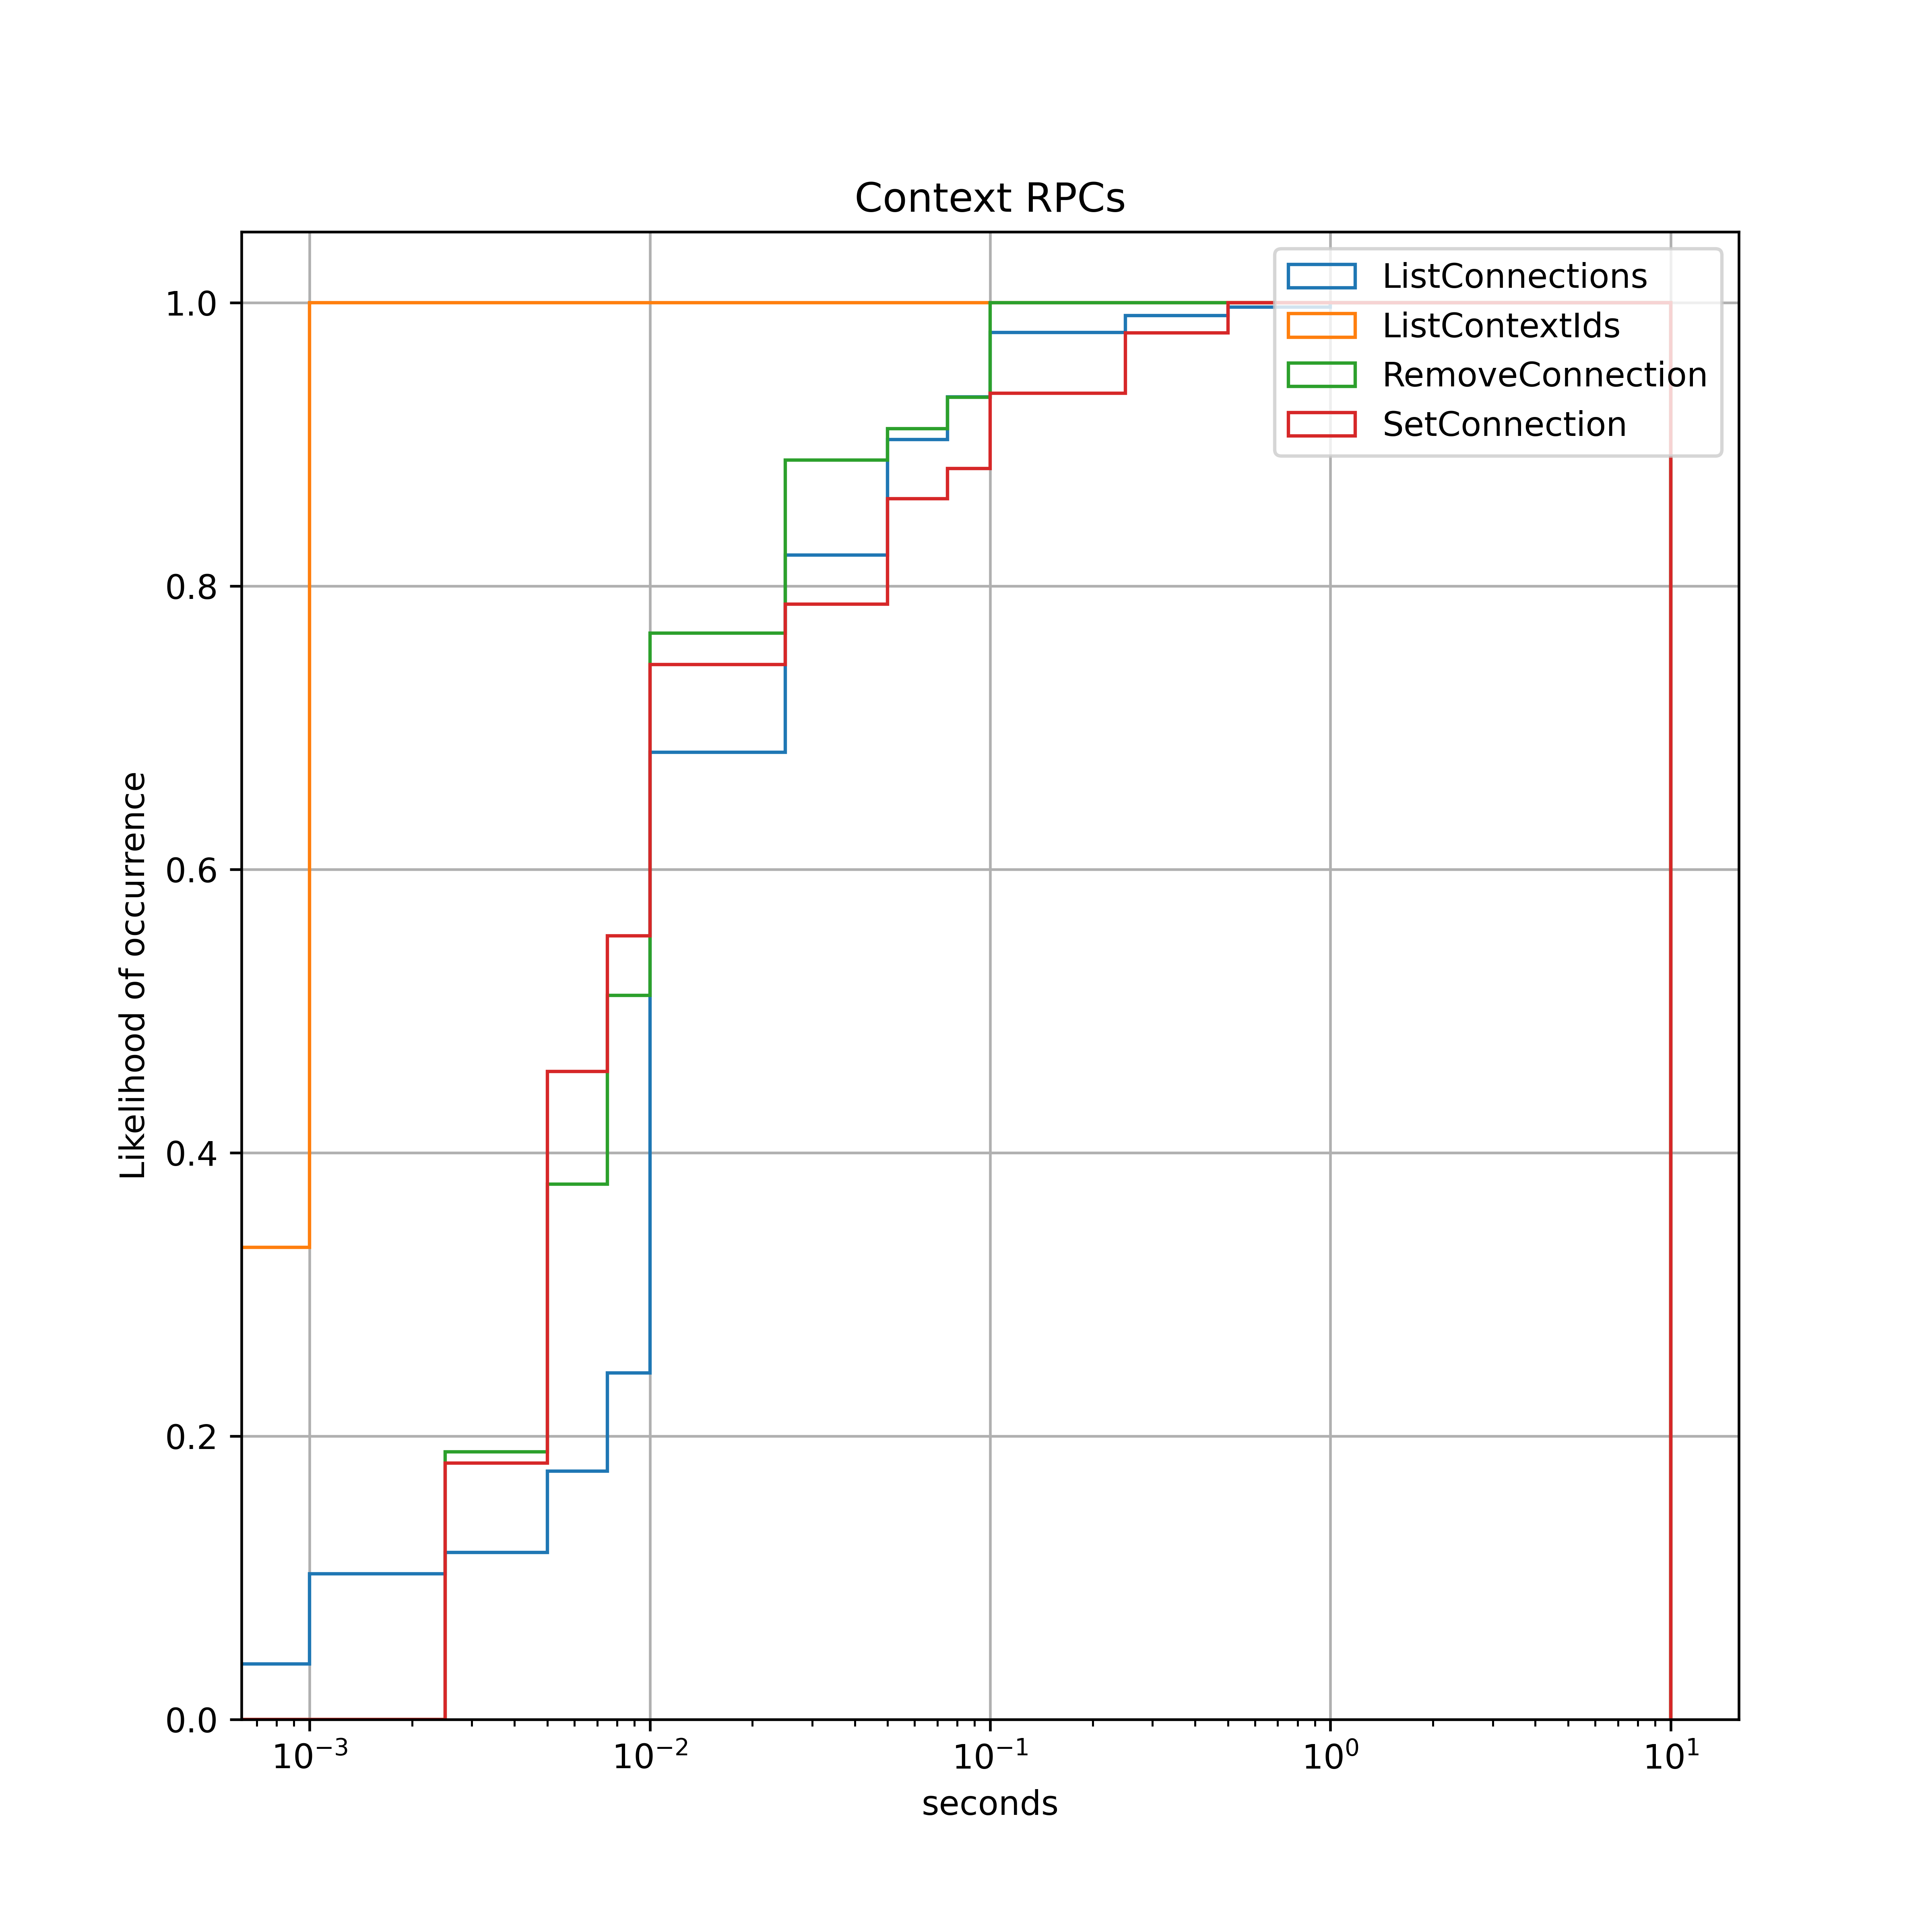 Context RPCs
ListConnections
ListContextIds
RemoveConnection
SetConnection
Likelihood of occurrence
1.0
0.8
0.6
0.4
0.2
0.0
10⁻³ 10⁻² 10⁻¹ 10⁰ 10¹
seconds